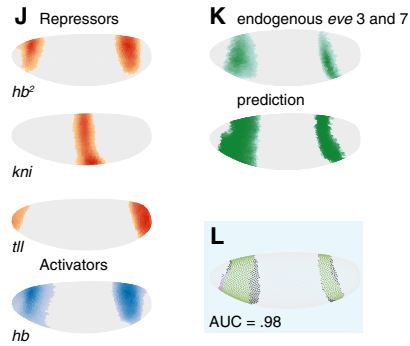 J Repressors
hb²
kni
tll
Activators
hb
K endogenous eve 3 and 7
prediction
L
AUC = .98